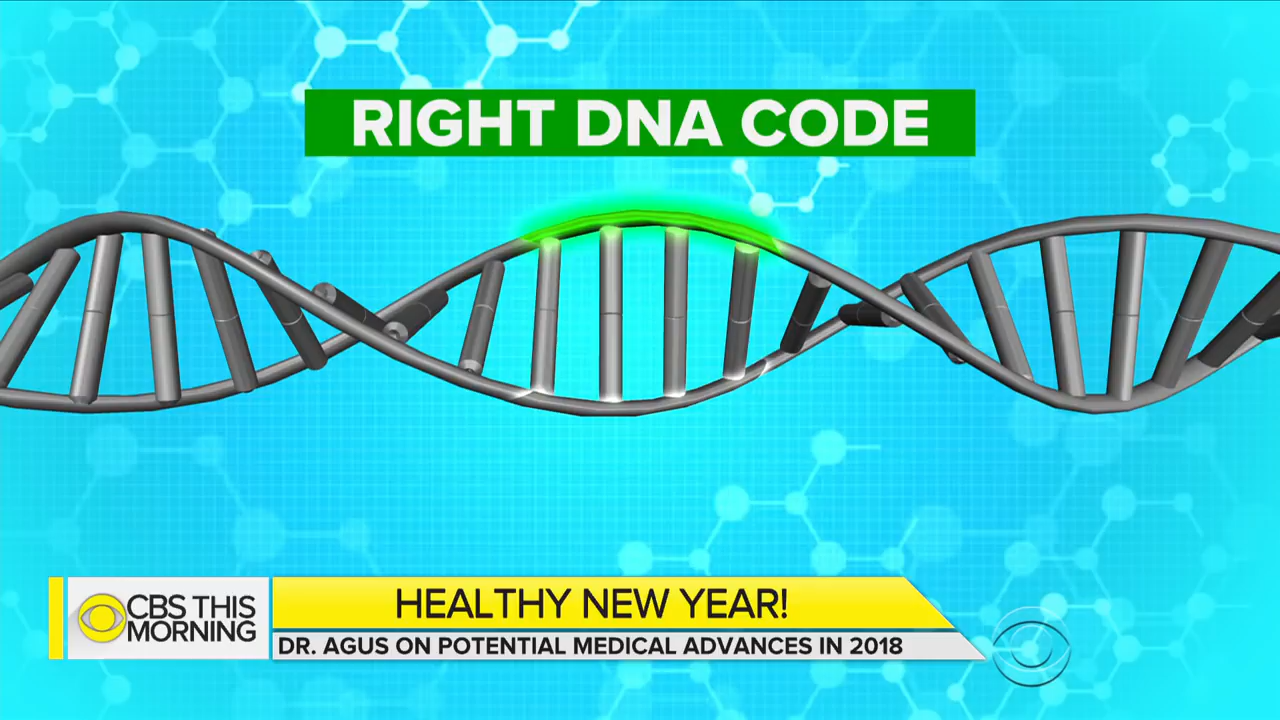 RIGHT DNA CODE
CBS THIS
MORNING
HEALTHY NEW YEAR!
DR. AGUS ON POTENTIAL MEDICAL ADVANCES IN 2018